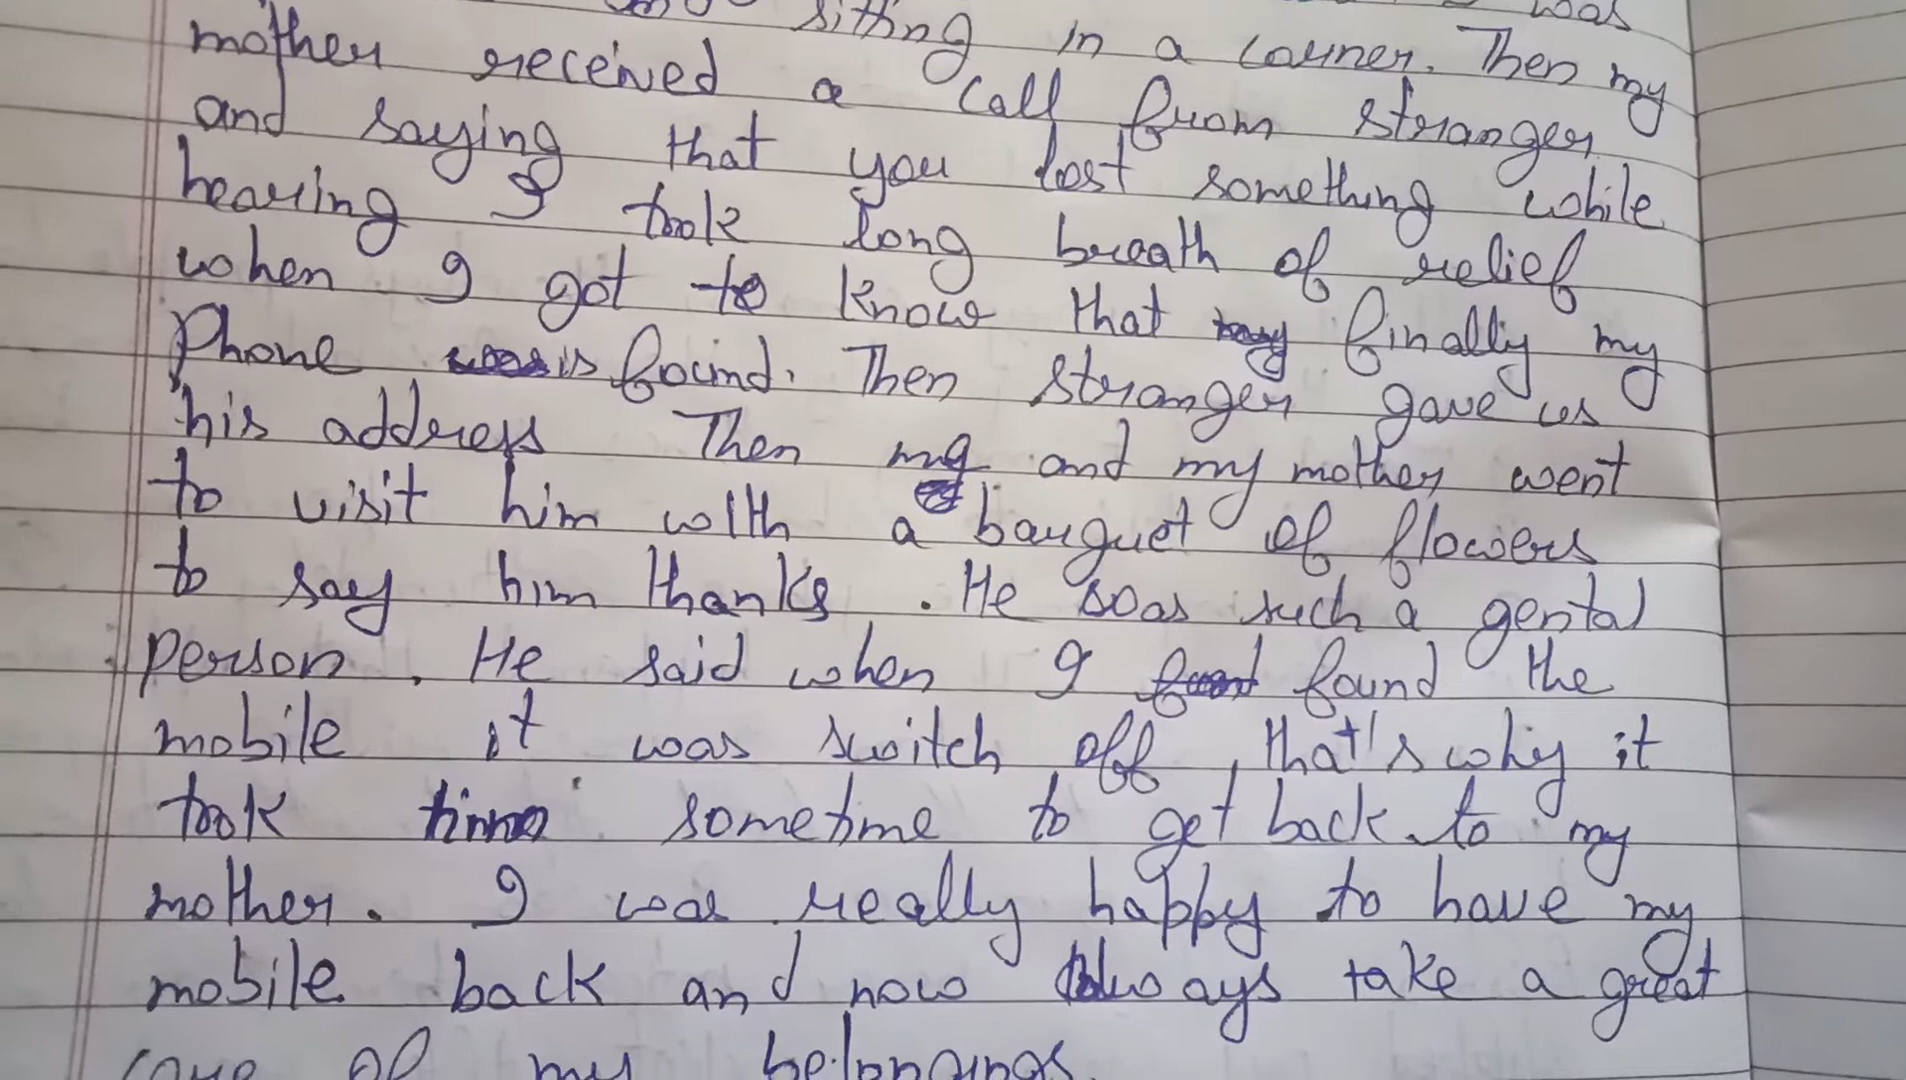 sitting in a corner. Then my
mother received a call from stranger
and saying that you lost something while
hearing I took long breath of relief
when I got to know that finally my
Phone is found. Then stranger gave us
his address Then my and my mother went
to visit him with a bauquet of flowers
to say him thanks. He was such a gental
person. He said when I found the
mobile it was switch off, that's why it
took sometime to get back to my
mother. I was really happy to have my
mobile back and now always take a great
care of my belongings.